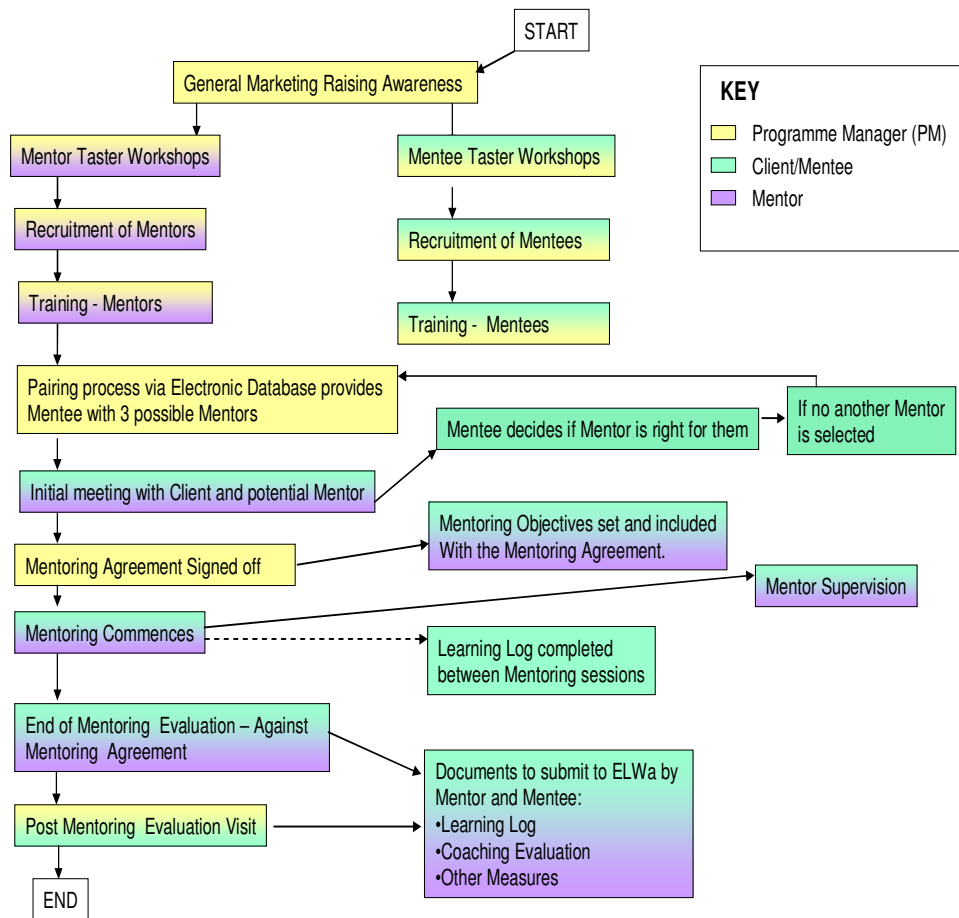 START
General Marketing Raising Awareness
KEY
Programme Manager (PM)
Client/Mentee
Mentor
Mentor Taster Workshops
Mentee Taster Workshops
Recruitment of Mentors
Recruitment of Mentees
Training - Mentors
Training -  Mentees
Pairing process via Electronic Database provides
Mentee with 3 possible Mentors
Mentee decides if Mentor is right for them
If no another Mentor
is selected
Initial meeting with Client and potential Mentor
Mentoring Objectives set and included
With the Mentoring Agreement.
Mentoring Agreement Signed off
Mentor Supervision
Mentoring Commences
Learning Log completed
between Mentoring sessions
End of Mentoring  Evaluation – Against
Mentoring  Agreement
Documents to submit to ELWa by
Mentor and Mentee:
•Learning Log
•Coaching Evaluation
•Other Measures
Post Mentoring  Evaluation Visit
END